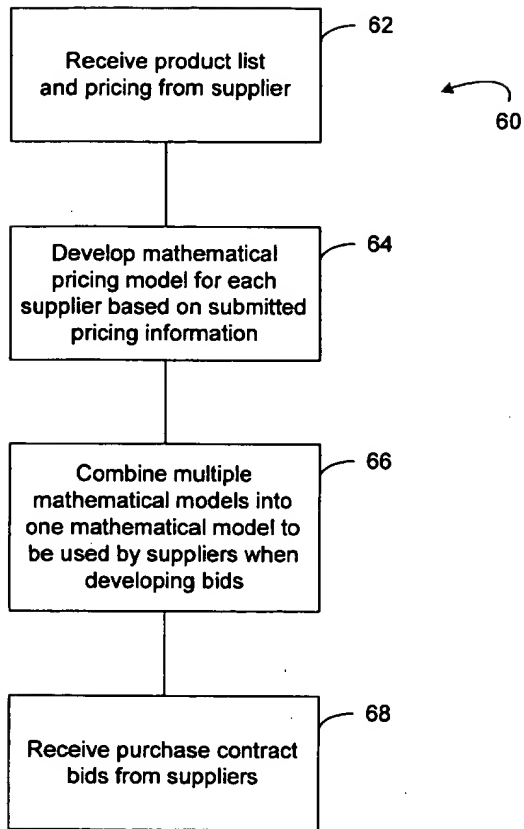 Receive product list
and pricing from supplier
62
60
Develop mathematical
pricing model for each
supplier based on submitted
pricing information
64
Combine multiple
mathematical models into
one mathematical model to
be used by suppliers when
developing bids
66
Receive purchase contract
bids from suppliers
68